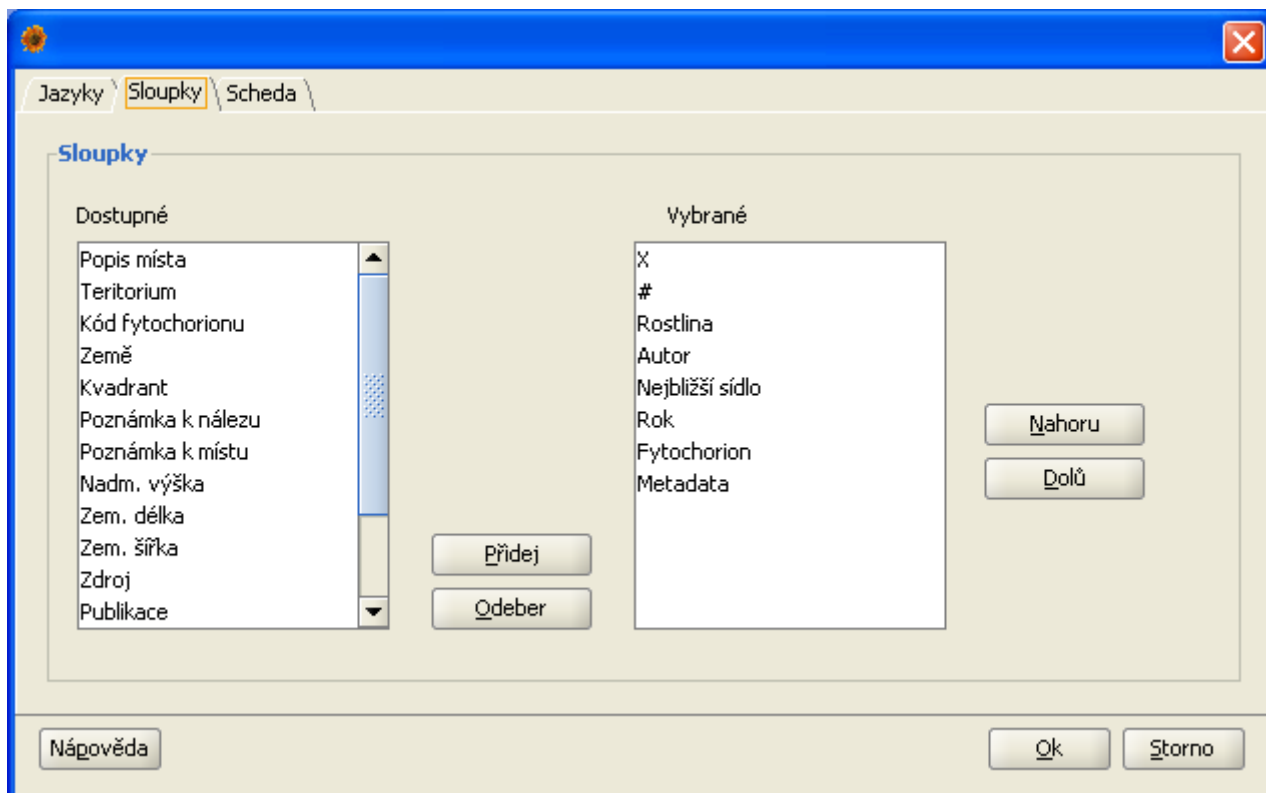 Jazyky Sloupky Scheda
Sloupky
Dostupné
Popis místa
Teritorium
Kód fytochorionu
Země
Kvadrant
Poznámka k nálezu
Poznámka k místu
Nadm. výška
Zem. délka
Zem. šířka
Zdroj
Publikace
Přidej
Odeber
Vybrané
X
#
Rostlina
Autor
Nejbližší sídlo
Rok
Fytochorion
Metadata
Nahoru
Dolů
Nápověda
Ok
Storno